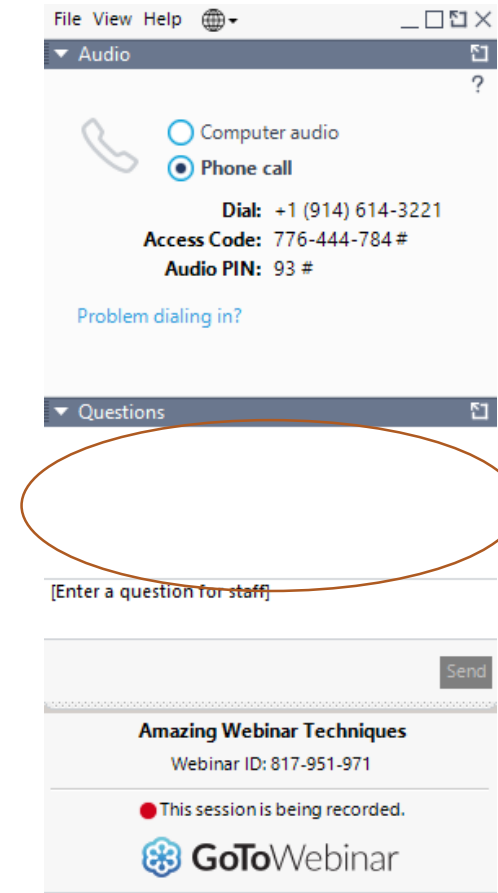 File View Help
Audio
?
Computer audio
Phone call
Dial: +1 (914) 614-3221
Access Code: 776-444-784 #
Audio PIN: 93 #
Problem dialing in?
Questions
[Enter a question for staff]
Send
Amazing Webinar Techniques
Webinar ID: 817-951-971
This session is being recorded.
GoToWebinar